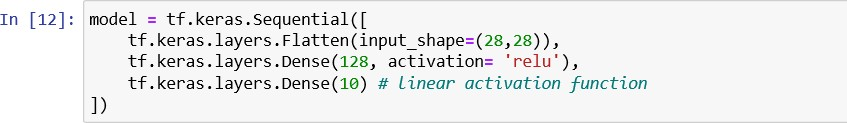 In [12]: model = tf.keras.Sequential([
    tf.keras.layers.Flatten(input_shape=(28,28)),
    tf.keras.layers.Dense(128, activation= 'relu'),
    tf.keras.layers.Dense(10) # linear activation function
])